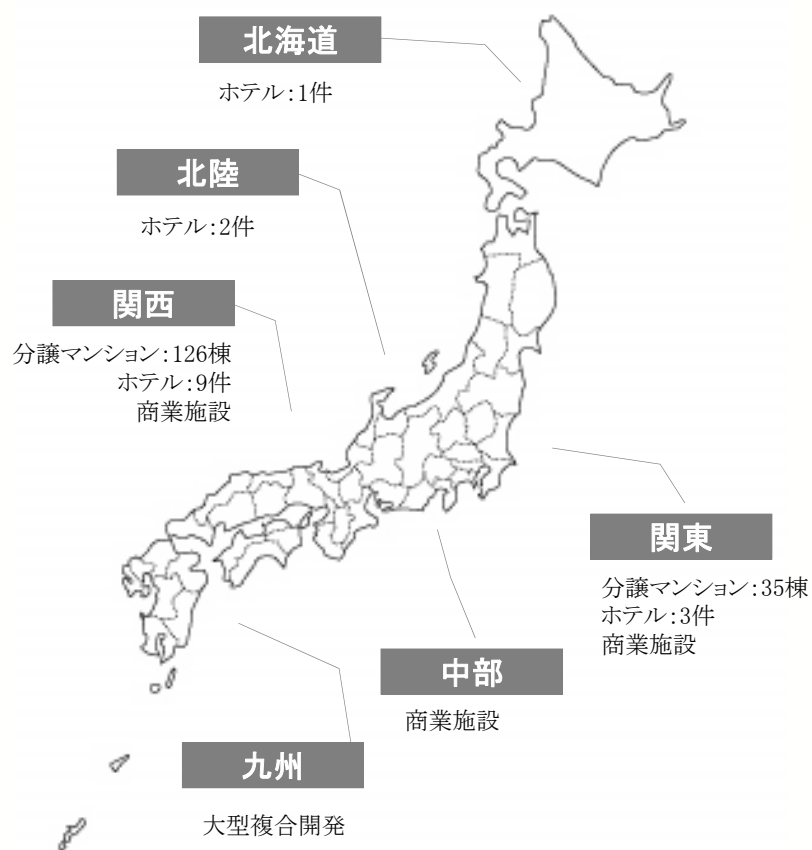 北海道
ホテル:1件
北陸
ホテル:2件
関西
分譲マンション:126棟
ホテル:9件
商業施設
関東
分譲マンション:35棟
ホテル:3件
商業施設
中部
商業施設
九州
大型複合開発